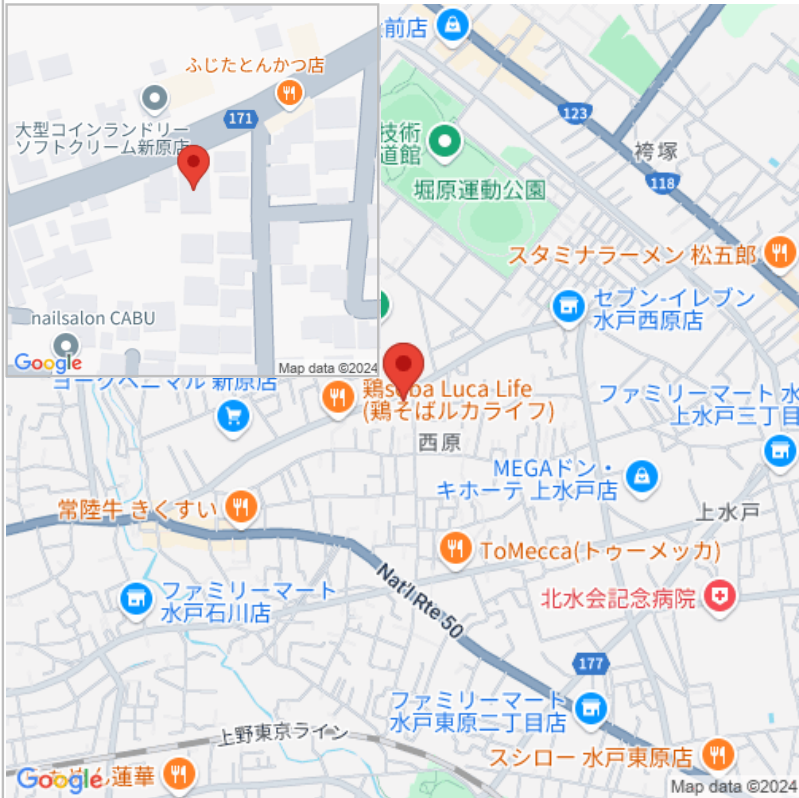 ふじたとんかつ店
171
大型コインランドリー
ソフトクリーム新原店
nailsalon CABU
Google
Map data ©2024
前店
123
技術
道館
袴塚
堀原運動公園
118
スタミナラーメン 松五郎
セブン-イレブン
水戸西原店
ヨークベニマル 新原店
鶏soba Luca Life
(鶏そばルカライフ)
ファミリーマート 水
上水戸三丁目
西原
MEGAドン・
キホーテ 上水戸店
常陸牛 きくすい
上水戸
ToMecca(トゥーメッカ)
Nat'l Rte 50
ファミリーマート
水戸石川店
北水会記念病院
177
ファミリーマート
水戸東原二丁目店
上野東京ライン
スシロー 水戸東原店
Google
めん蓮華
Map data ©2024